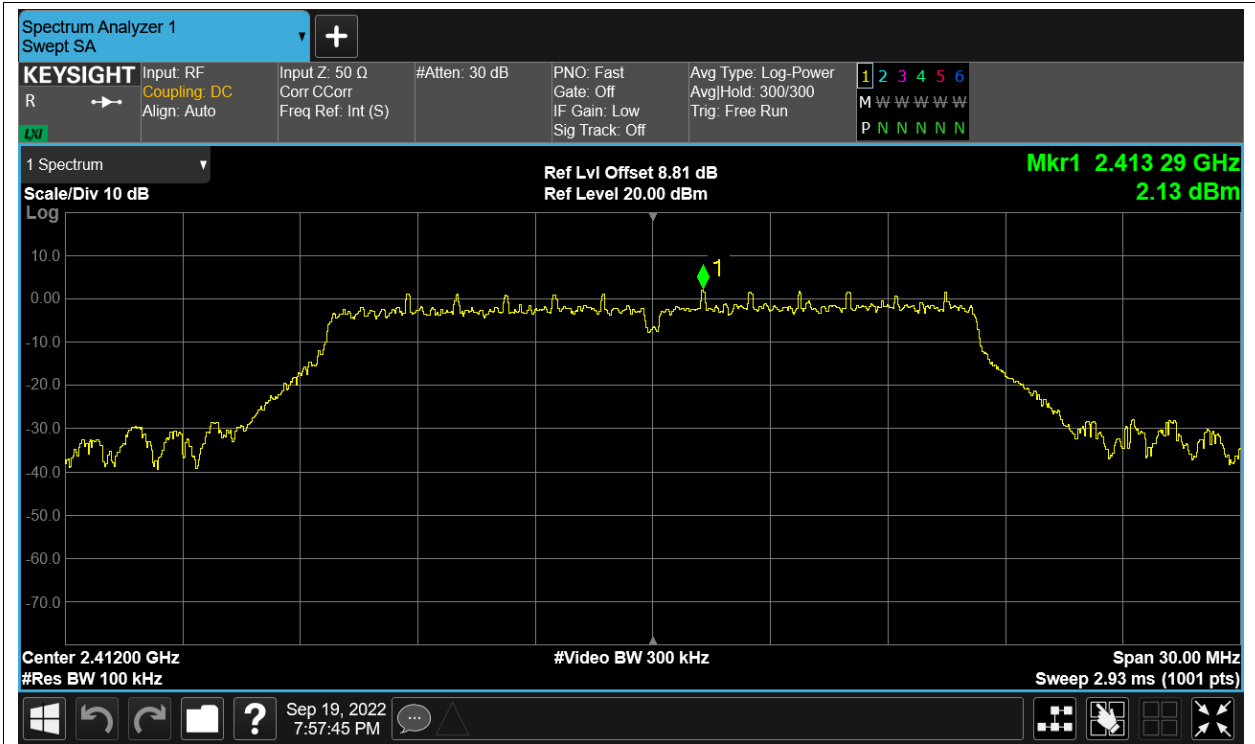 Spectrum Analyzer 1
Swept SA
KEYSIGHT
R
LXI
Input: RF
Coupling: DC
Align: Auto
Input Z: 50 Ω
Corr CCorr
Freq Ref: Int (S)
#Atten: 30 dB
PNO: Fast
Gate: Off
IF Gain: Low
Sig Track: Off
Avg Type: Log-Power
Avg|Hold: 300/300
Trig: Free Run
1 2 3 4 5 6
M W W W W W
P N N N N N
1 Spectrum
Scale/Div 10 dB
Ref Lvl Offset 8.81 dB
Ref Level 20.00 dBm
Mkr1 2.413 29 GHz
2.13 dBm
Log
1
10.0
0.00
-10.0
-20.0
-30.0
-40.0
-50.0
-60.0
-70.0
Center 2.41200 GHz
#Video BW 300 kHz
Span 30.00 MHz
#Res BW 100 kHz
Sweep 2.93 ms (1001 pts)
?
Sep 19, 2022
7:57:45 PM